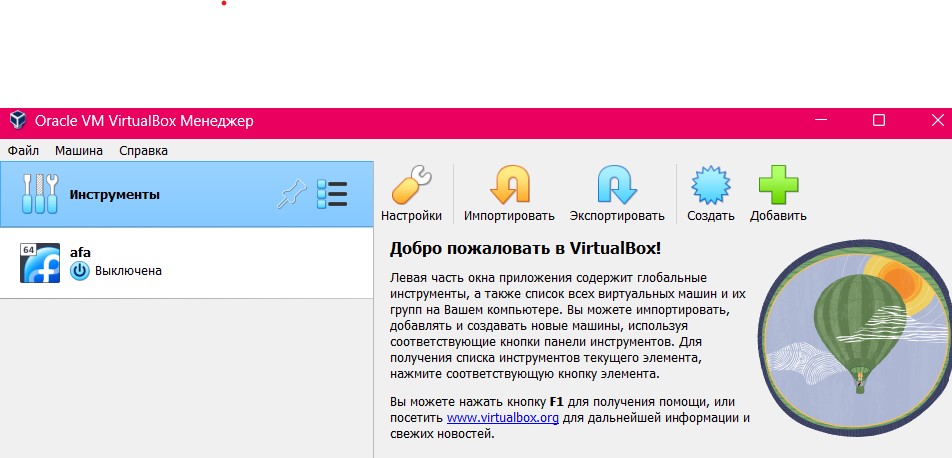 Oracle VM VirtualBox Менеджер
Файл Машина Справка
Инструменты
Настройки Импортировать Экспортировать Создать Добавить
64
afa
Выключена
Добро пожаловать в VirtualBox!
Левая часть окна приложения содержит глобальные
инструменты, а также список всех виртуальных машин и их
групп на Вашем компьютере. Вы можете импортировать,
добавлять и создавать новые машины, используя
соответствующие кнопки панели инструментов. Для
получения списка инструментов текущего элемента,
нажмите соответствующую кнопку элемента.
Вы можете нажать кнопку F1 для получения помощи, или
посетить www.virtualbox.org для дальнейшей информации и
свежих новостей.